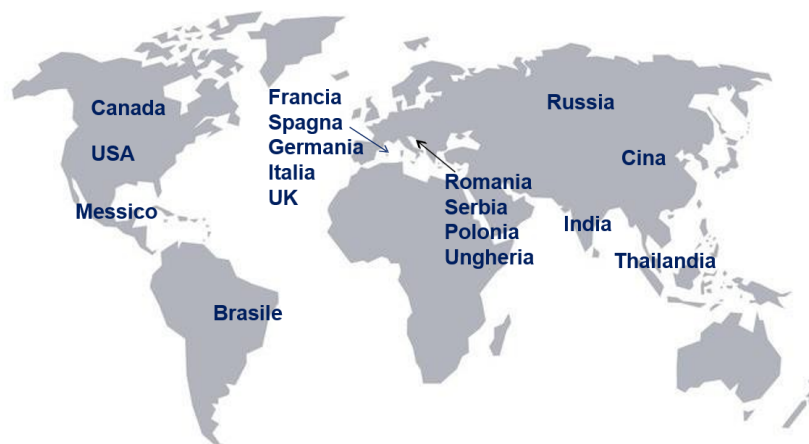 Canada
USA
Messico
Brasile
Francia
Spagna
Germania
Italia
UK
Romania
Serbia
Polonia
Ungheria
Russia
Cina
India
Thailandia